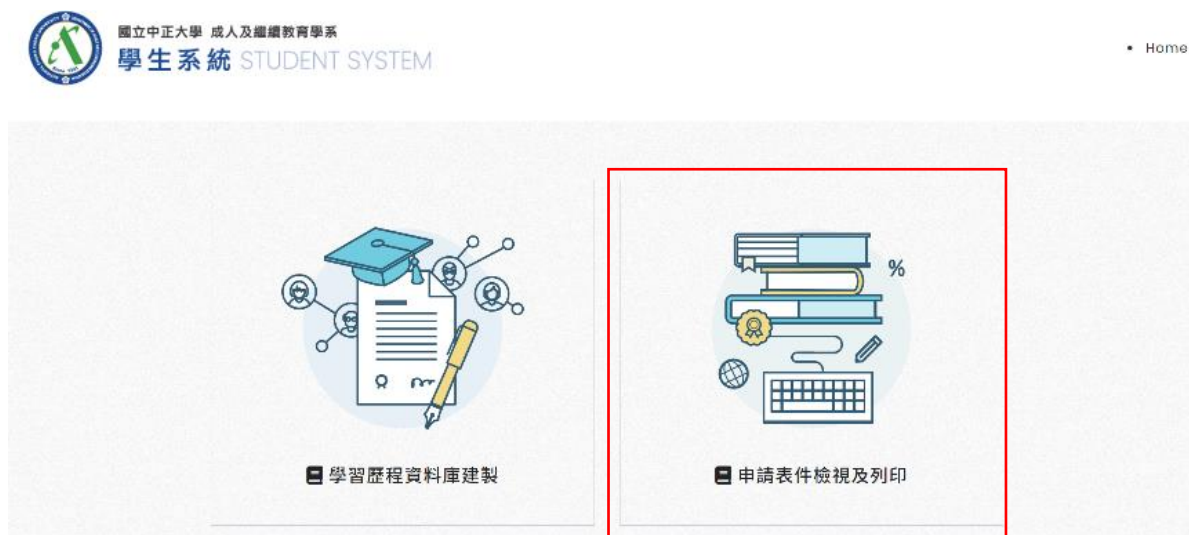 國立中正大學 成人及繼續教育學系
學生系統 STUDENT SYSTEM
• Home
%
學習歷程資料庫建製
申請表件檢視及列印